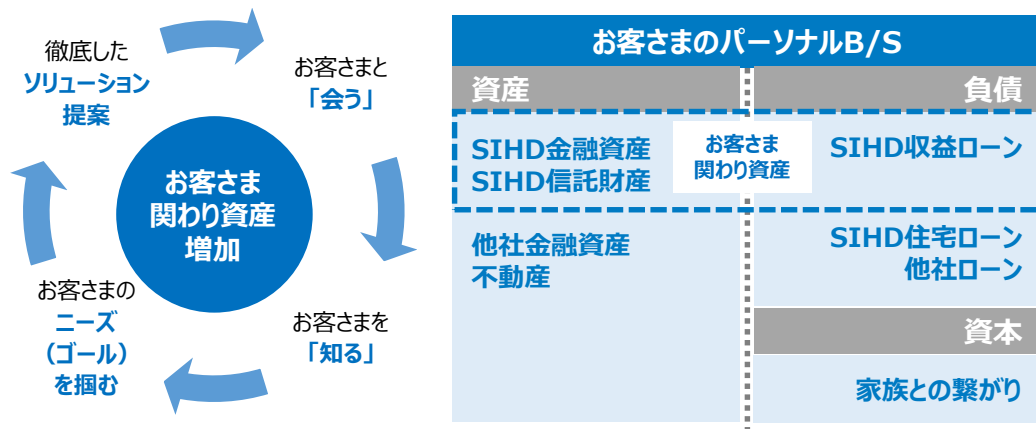 徹底した
ソリューション
提案
お客さまと
「会う」
お客さま
関わり資産
増加
お客さまの
ニーズ
（ゴール）
を掴む
お客さまを
「知る」
お客さまのパーソナルB/S
資産
負債
SIHD金融資産
SIHD信託財産
お客さま
関わり資産
SIHD収益ローン
他社金融資産
不動産
SIHD住宅ローン
他社ローン
資本
家族との繋がり